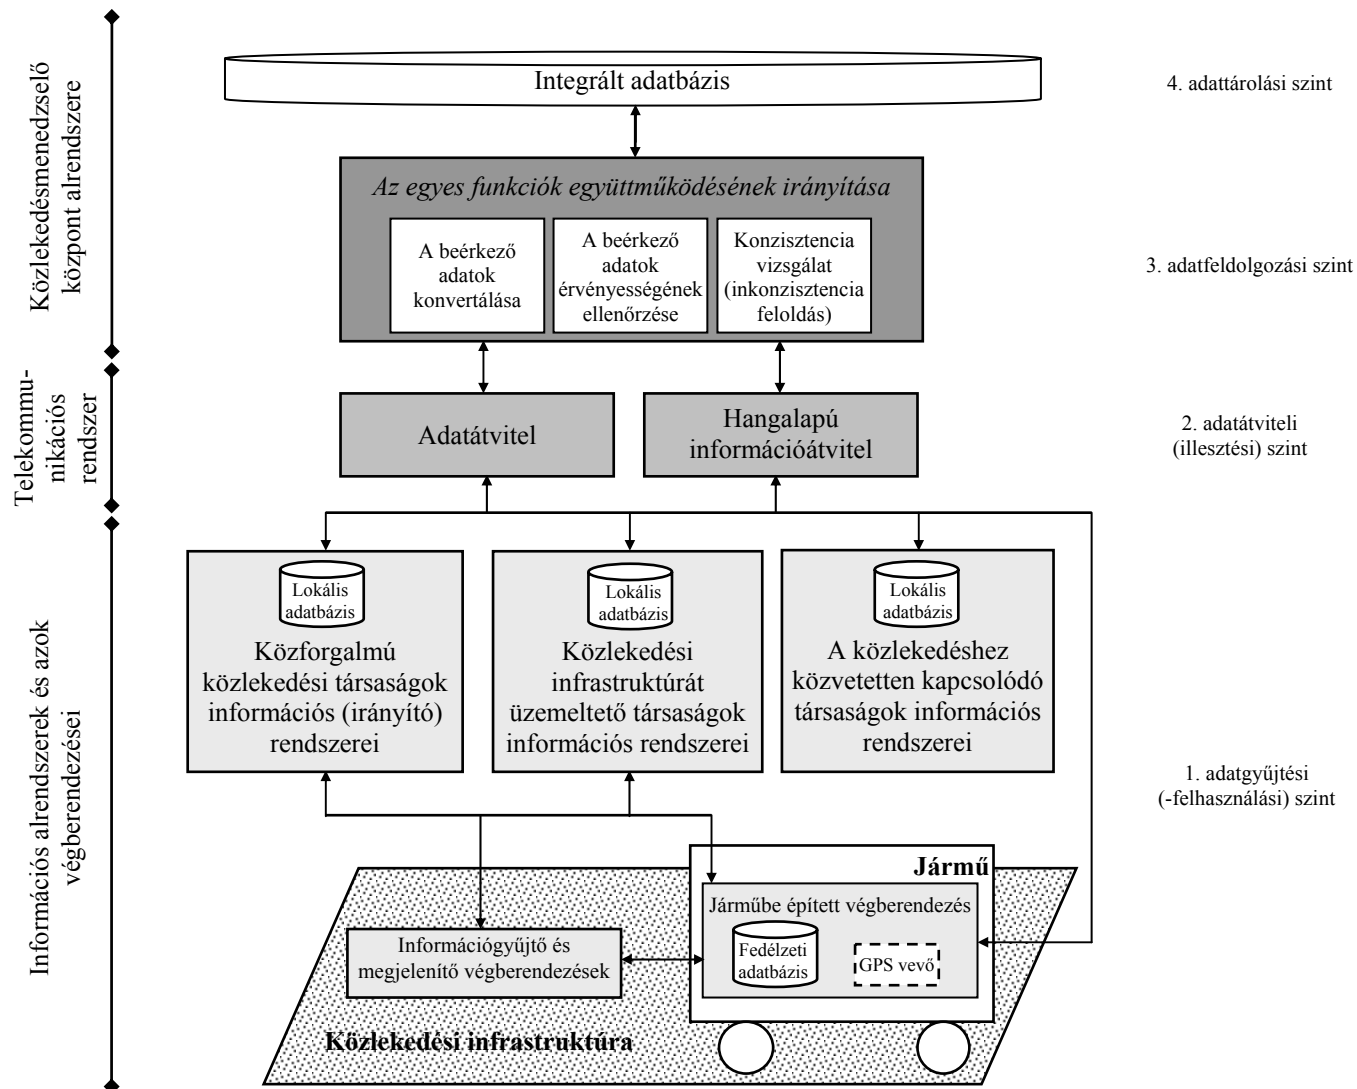 Közlekedésmenedzselő
központ alrendszere
Integrált adatbázis
4. adattárolási szint
Az egyes funkciók együttműködésének irányítása
A beérkező
adatok
konvertálása
A beérkező
adatok
érvényességének
ellenőrzése
Konzisztencia
vizsgálat
(inkonzisztencia
feloldás)
3. adatfeldolgozási szint
Telekommu-
nikációs
rendszer
Adatátvitel
Hangalapú
információátvitel
2. adatátviteli
(illesztési) szint
Információs alrendszerek és azok
végberendezései
Lokális
adatbázis
Közforgalmú
közlekedési társaságok
információs (irányító)
rendszerei
Lokális
adatbázis
Közlekedési
infrastruktúrát
üzemeltető társaságok
információs rendszerei
Lokális
adatbázis
A közlekedéshez
közvetetten kapcsolódó
társaságok információs
rendszerei
1. adatgyűjtési
(-felhasználási) szint
Jármű
Járműbe épített végberendezés
Fedélzeti
adatbázis
GPS vevő
Információgyűjtő és
megjelenítő végberendezések
Közlekedési infrastruktúra